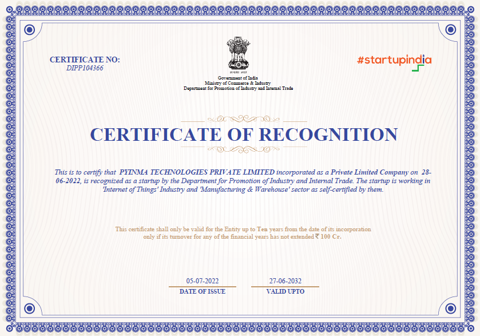 CERTIFICATE NO:
DIPP104366
#startupindia
Government of India
Ministry of Commerce & Industry
Department for Promotion of Industry and Internal Trade
CERTIFICATE OF RECOGNITION
This is to certify that PYINMA TECHNOLOGIES PRIVATE LIMITED incorporated as a Private Limited Company on 28-
06-2022, is recognized as a startup by the Department for Promotion of Industry and Internal Trade. The startup is working in
'Internet of Things' Industry and 'Manufacturing & Warehouse' sector as self-certified by them.
This certificate shall only be valid for the Entity up to Ten years from the date of its incorporation
only if its turnover for any of the financial years has not exceeded ₹ 100 Cr.
05-07-2022
27-06-2032
DATE OF ISSUE
VALID UPTO